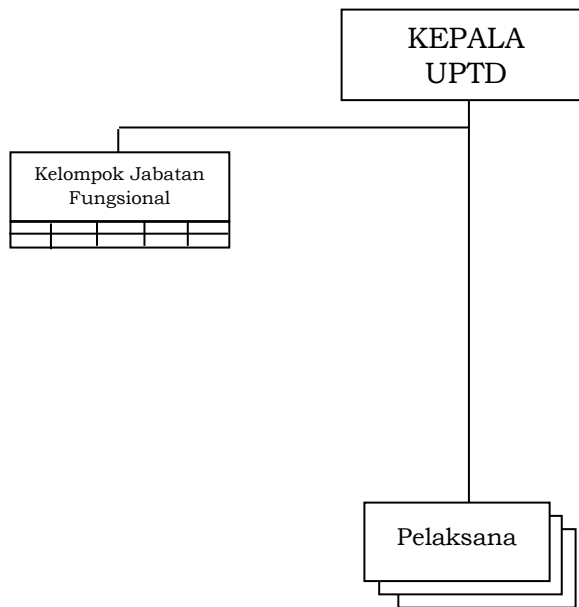 KEPALA
UPTD
Kelompok Jabatan
Fungsional
Pelaksana